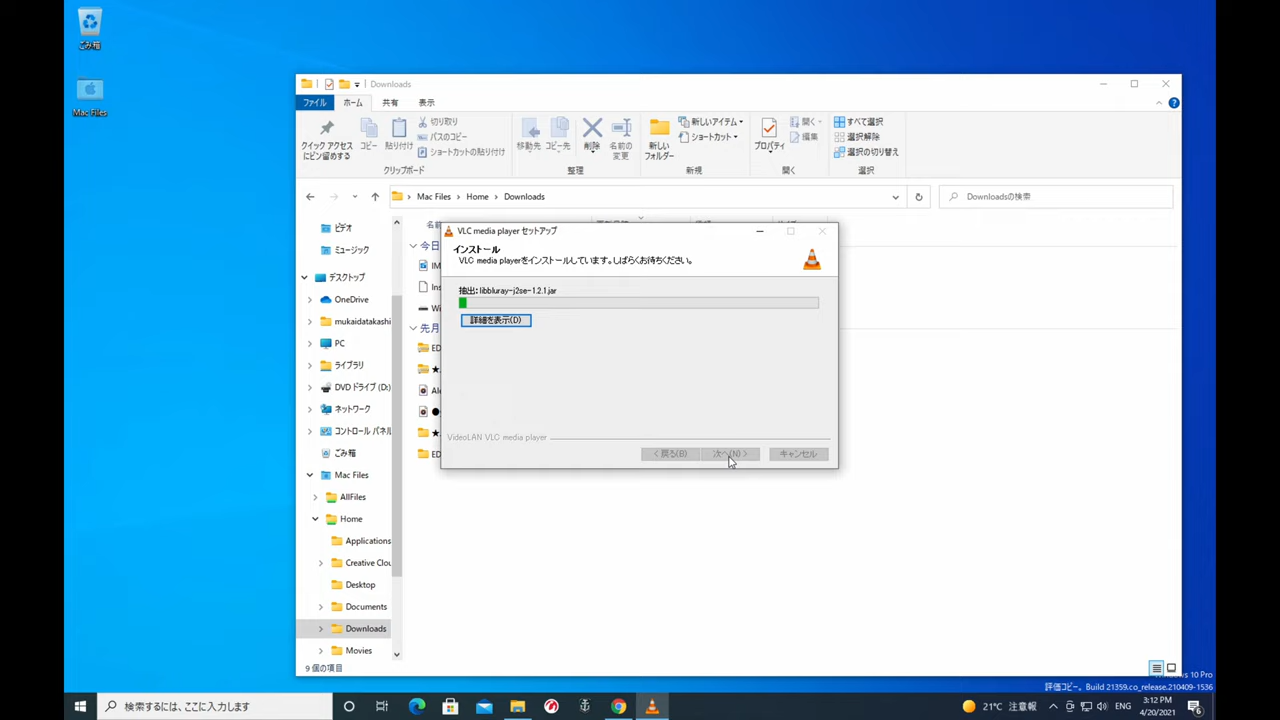 ごみ箱
Mac Files
Downloads
ファイル
ホーム
共有
表示
クイック アクセス
にピン留めする
コピー
貼り付け
切り取り
パスのコピー
ショートカットの貼り付け
クリップボード
移動先
コピー先
削除
名前の
変更
整理
新しい
フォルダー
新しいアイテム
ショートカット
新規
プロパティ
開く
編集
開く
すべて選択
選択解除
選択の切り替え
選択
Mac Files
Home
Downloads
Downloadsの検索
ビデオ
ミュージック
デスクトップ
OneDrive
mukaidatakashi
PC
ライブラリ
DVD ドライブ (D:)
ネットワーク
コントロール パネル
ごみ箱
Mac Files
AllFiles
Home
Applications
Creative Clou
Desktop
Documents
Downloads
Movies
9 個の項目
今日
IM
Ins
Wi
先月
ED
★
Ale
●
★
ED
VLC media player セットアップ
インストール
VLC media playerをインストールしています。しばらくお待ちください。
抽出: libbluray-j2se-1.2.1.jar
詳細を表示(D)
VideoLAN VLC media player
< 戻る(B)
次へ(N) >
キャンセル
Windows 10 Pro
評価コピー。 Build 21359.co_release.210409-1536
検索するには、ここに入力します
21°C 注意報
ENG
3:12 PM
4/20/2021
6